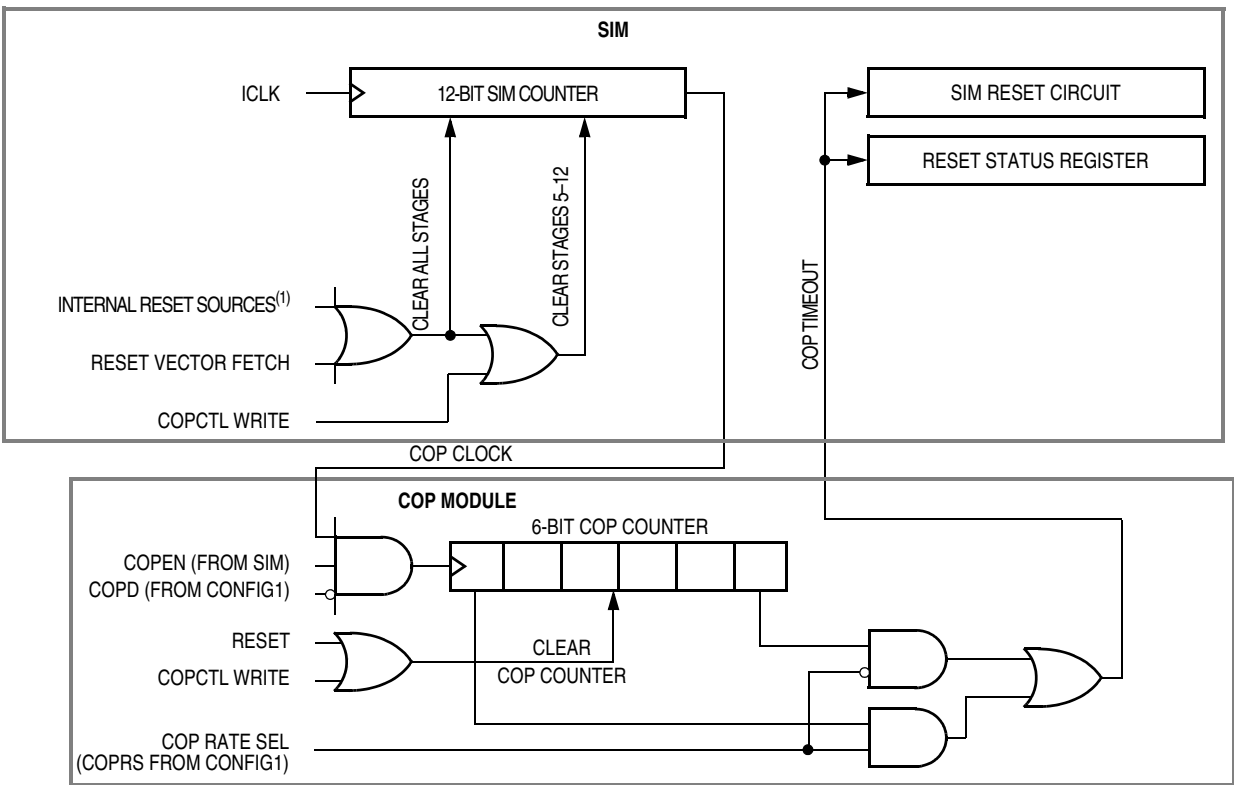 SIM
ICLK
12-BIT SIM COUNTER
SIM RESET CIRCUIT
RESET STATUS REGISTER
CLEAR ALL STAGES
CLEAR STAGES 5–12
COP TIMEOUT
INTERNAL RESET SOURCES(1)
RESET VECTOR FETCH
COPCTL WRITE
COP CLOCK
COP MODULE
6-BIT COP COUNTER
COPEN (FROM SIM)
COPD (FROM CONFIG1)
RESET
COPCTL WRITE
CLEAR
COP COUNTER
COP RATE SEL
(COPRS FROM CONFIG1)